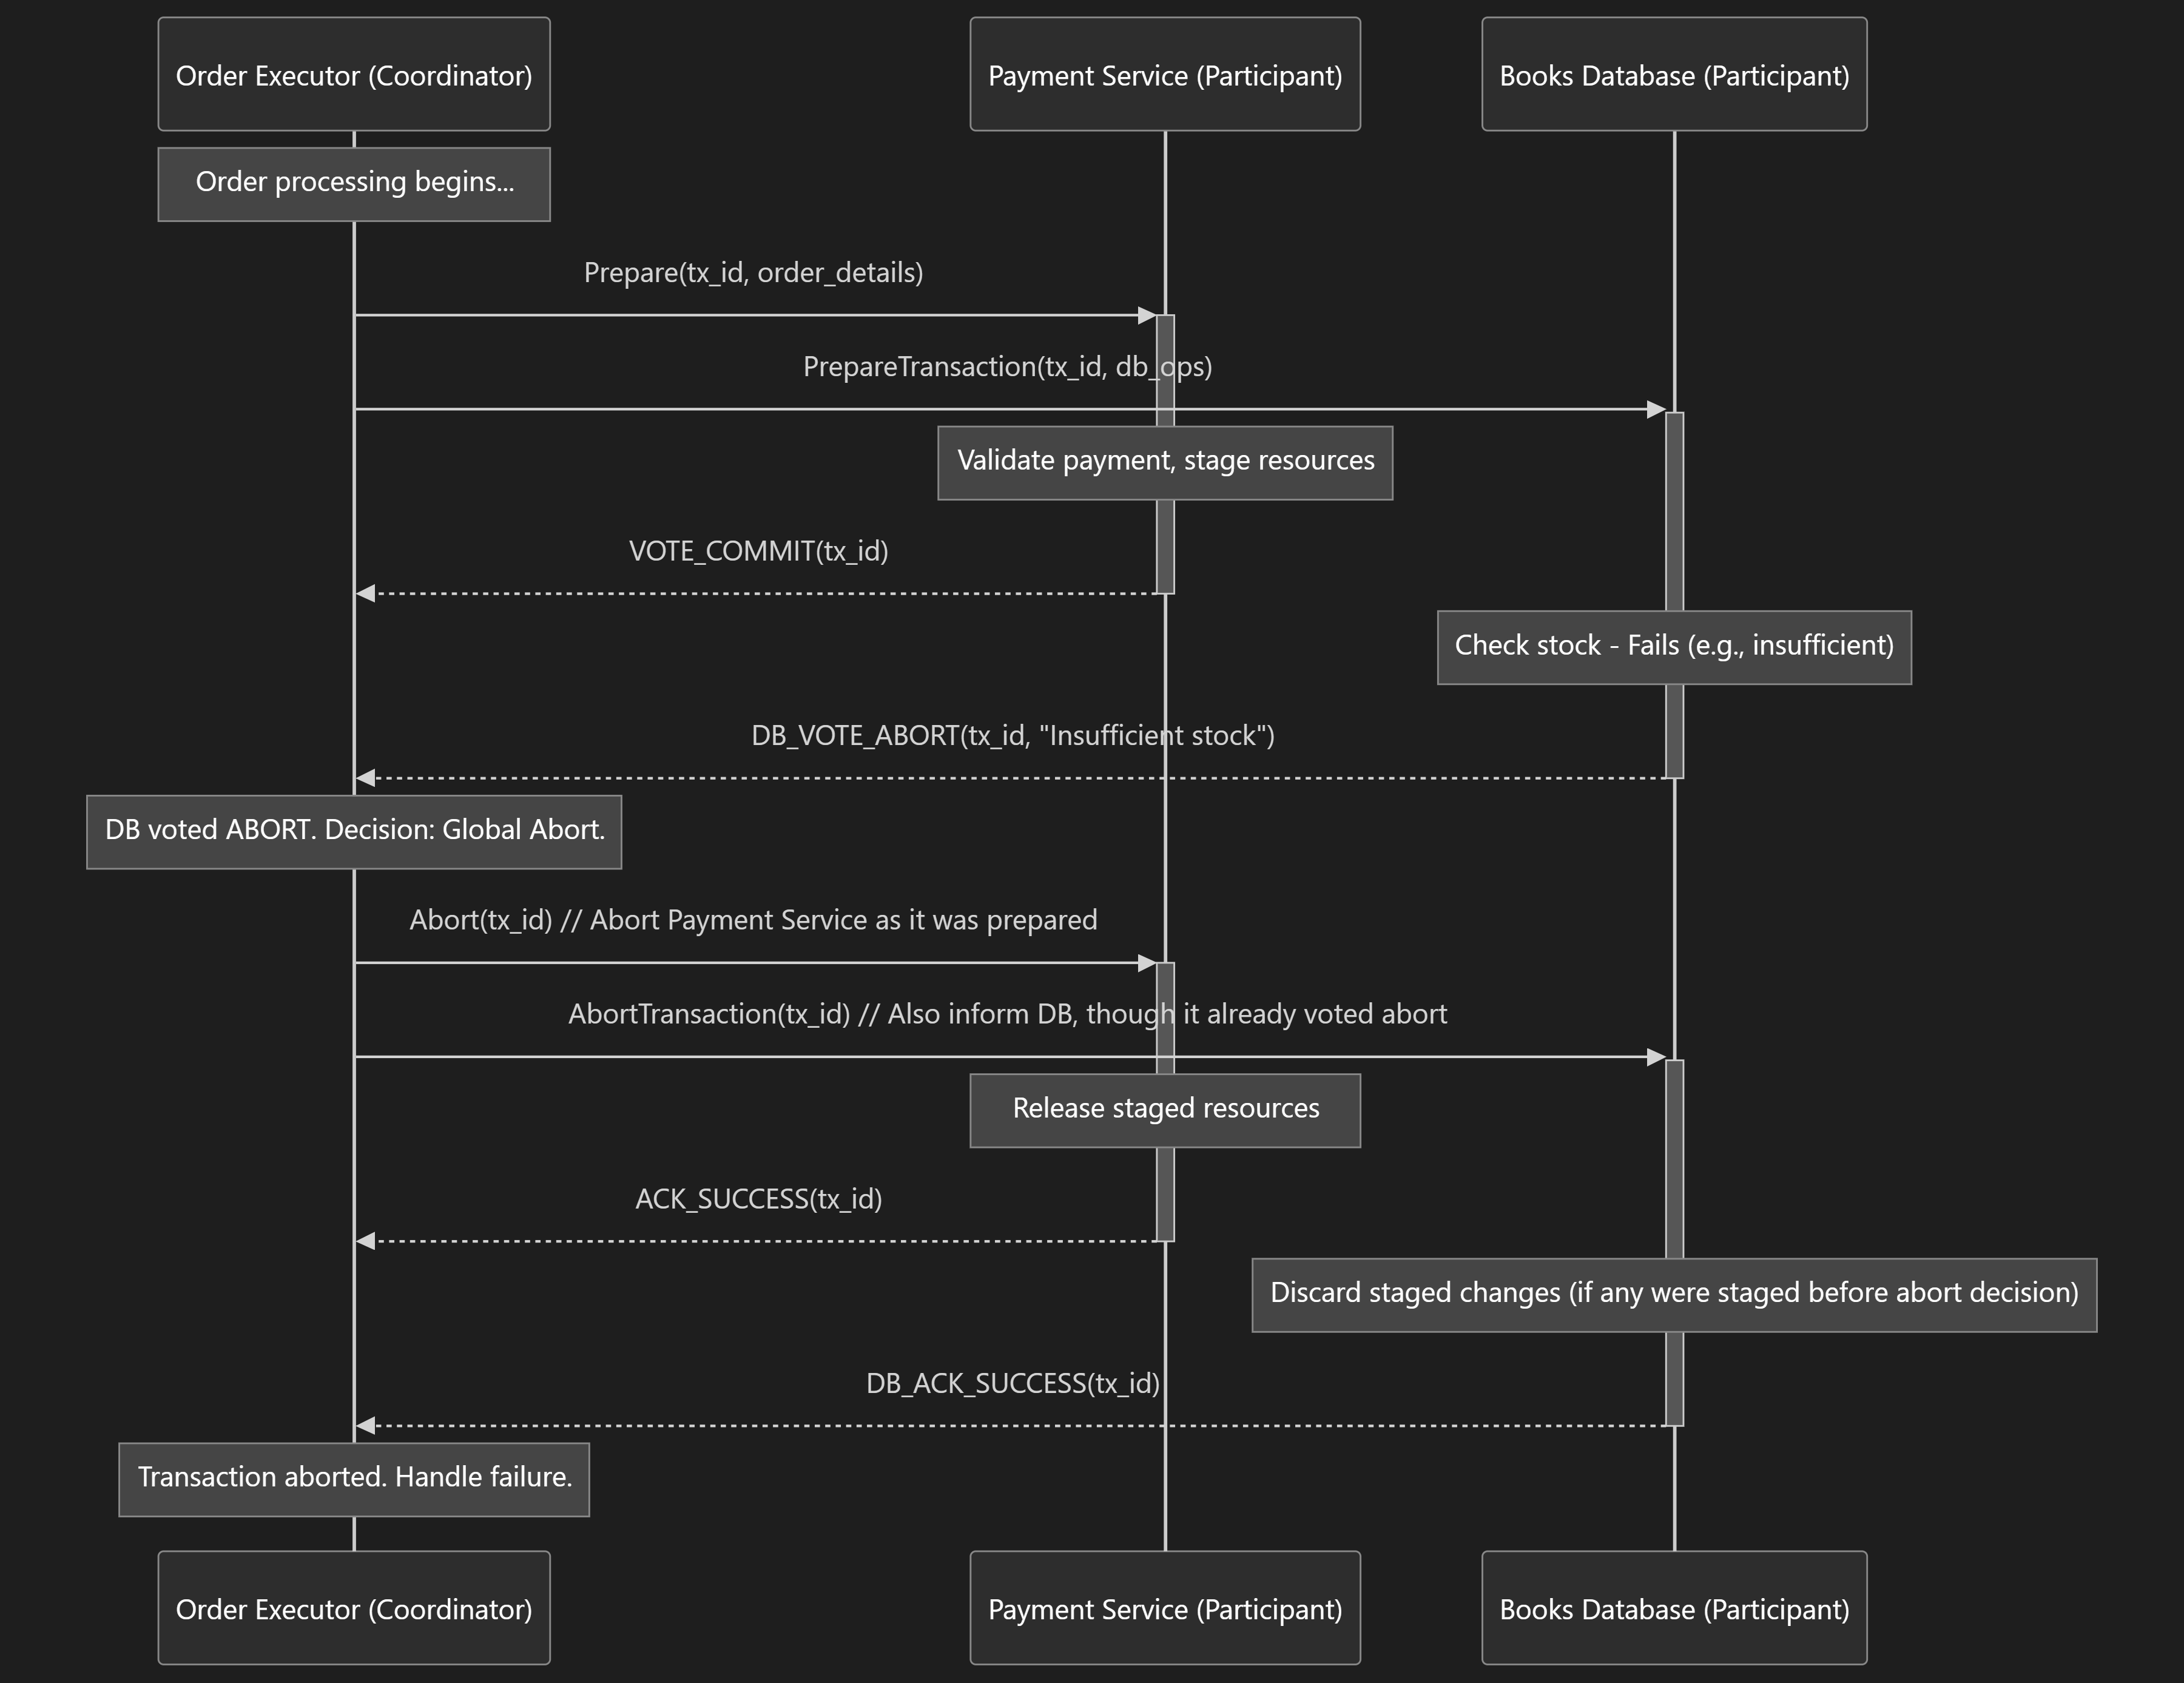 Order Executor (Coordinator)
Payment Service (Participant)
Books Database (Participant)
Order processing begins...
Prepare(tx_id, order_details)
PrepareTransaction(tx_id, db_ops)
Validate payment, stage resources
VOTE_COMMIT(tx_id)
Check stock - Fails (e.g., insufficient)
DB_VOTE_ABORT(tx_id, "Insufficient stock")
DB voted ABORT. Decision: Global Abort.
Abort(tx_id) // Abort Payment Service as it was prepared
AbortTransaction(tx_id) // Also inform DB, though it already voted abort
Release staged resources
ACK_SUCCESS(tx_id)
Discard staged changes (if any were staged before abort decision)
DB_ACK_SUCCESS(tx_id)
Transaction aborted. Handle failure.
Order Executor (Coordinator)
Payment Service (Participant)
Books Database (Participant)